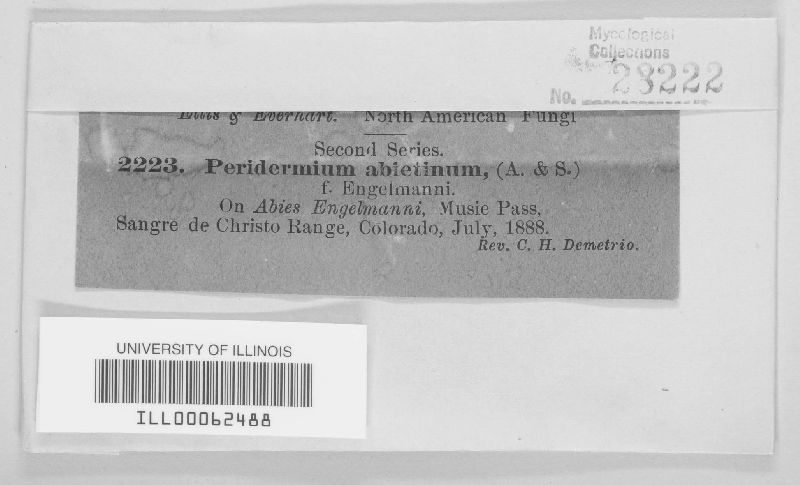 Mycological
Collections
No. 28222
Ellis & Everhart. North American Fungi
Second Series.
2223. Peridermium abietinum, (A. & S.)
f. Engelmanni.
On Abies Engelmanni, Music Pass,
Sangre de Christo Range, Colorado, July, 1888.
Rev. C. H. Demetrio.
UNIVERSITY OF ILLINOIS
ILL00062488